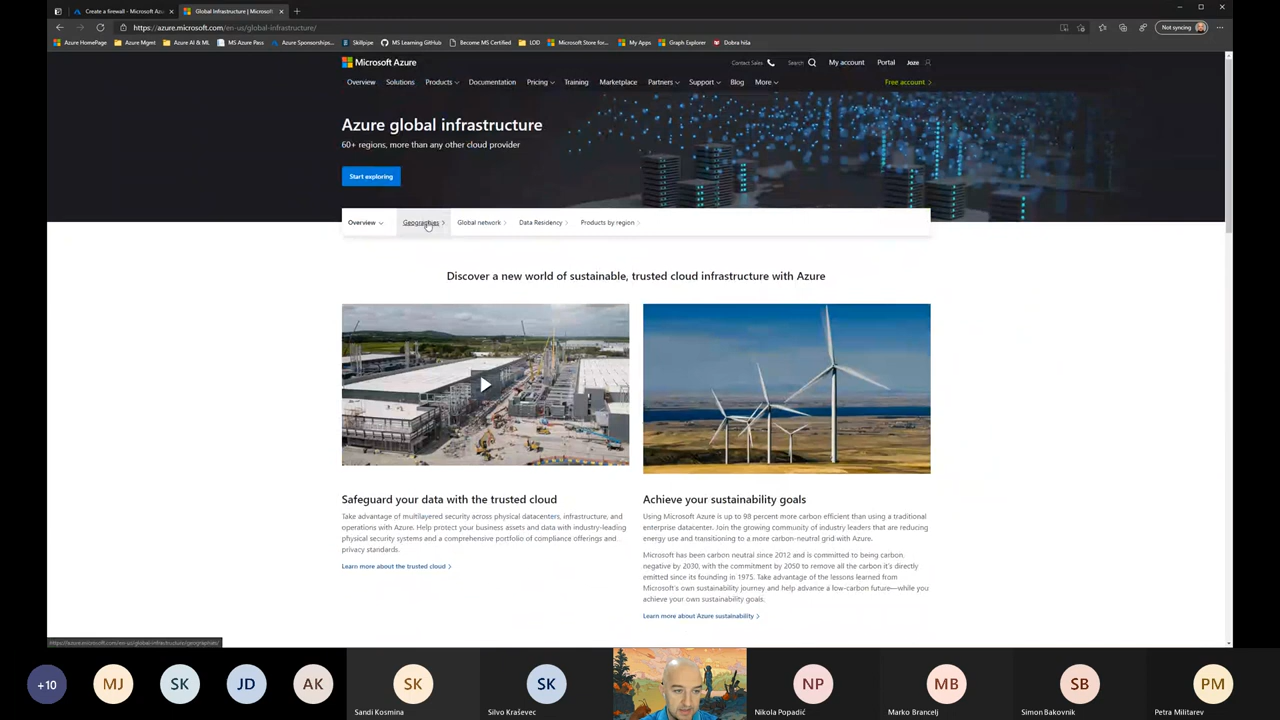 Create a firewall - Microsoft Az
Global Infrastructure | Microsof
https://azure.microsoft.com/en-us/global-infrastructure/
Not syncing
Azure HomePage
Azure Mgmt
Azure AI & ML
MS Azure Pass
Azure Sponsorships...
Skillpipe
MS Learning GitHub
Become MS Certified
LOD
Microsoft Store for...
My Apps
Graph Explorer
Dobra hiša
Microsoft Azure
Contact Sales
Search
My account
Portal
Joze
Overview
Solutions
Products
Documentation
Pricing
Training
Marketplace
Partners
Support
Blog
More
Free account
Azure global infrastructure
60+ regions, more than any other cloud provider
Start exploring
Overview
Geographies
Global network
Data Residency
Products by region
Discover a new world of sustainable, trusted cloud infrastructure with Azure
Safeguard your data with the trusted cloud
Take advantage of multilayered security across physical datacenters, infrastructure, and
operations with Azure. Help protect your business assets and data with industry-leading
physical security systems and a comprehensive portfolio of compliance offerings and
privacy standards.
Learn more about the trusted cloud
Achieve your sustainability goals
Using Microsoft Azure is up to 98 percent more carbon efficient than using a traditional
enterprise datacenter. Join the growing community of industry leaders that are reducing
energy use and transitioning to a more carbon-neutral grid with Azure.
Microsoft has been carbon neutral since 2012 and is committed to being carbon
negative by 2030, with the commitment by 2050 to remove all the carbon it's directly
emitted since its founding in 1975. Take advantage of the lessons learned from
Microsoft's own sustainability journey and help advance a low-carbon future—while you
achieve your own sustainability goals.
Learn more about Azure sustainability
https://azure.microsoft.com/en-us/global-infrastructure/geographies/
+10
MJ
SK
JD
AK
SK
SK
NP
MB
SB
PM
Sandi Kosmina
Silvo Kraševec
Nikola Popadić
Marko Brancelj
Simon Bakovnik
Petra Militarev